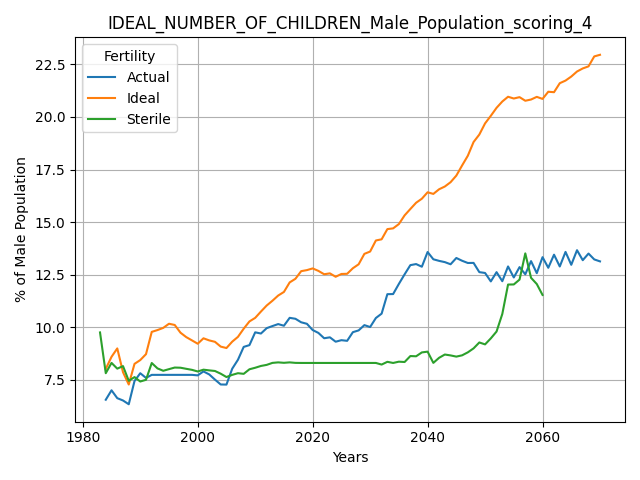 IDEAL_NUMBER_OF_CHILDREN_Male_Population_scoring_4
Fertility
Actual
Ideal
Sterile
% of Male Population
22.5
20.0
17.5
15.0
12.5
10.0
7.5
1980
2000
2020
2040
2060
Years